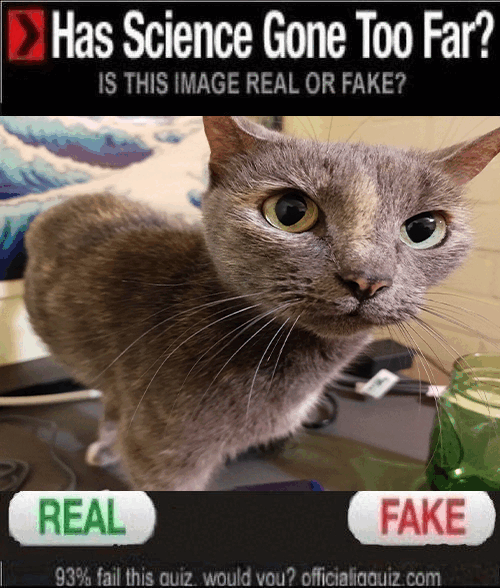 Has Science Gone Too Far?
IS THIS IMAGE REAL OR FAKE?
REAL
FAKE
93% fail this quiz, would you? officialiqquiz.com